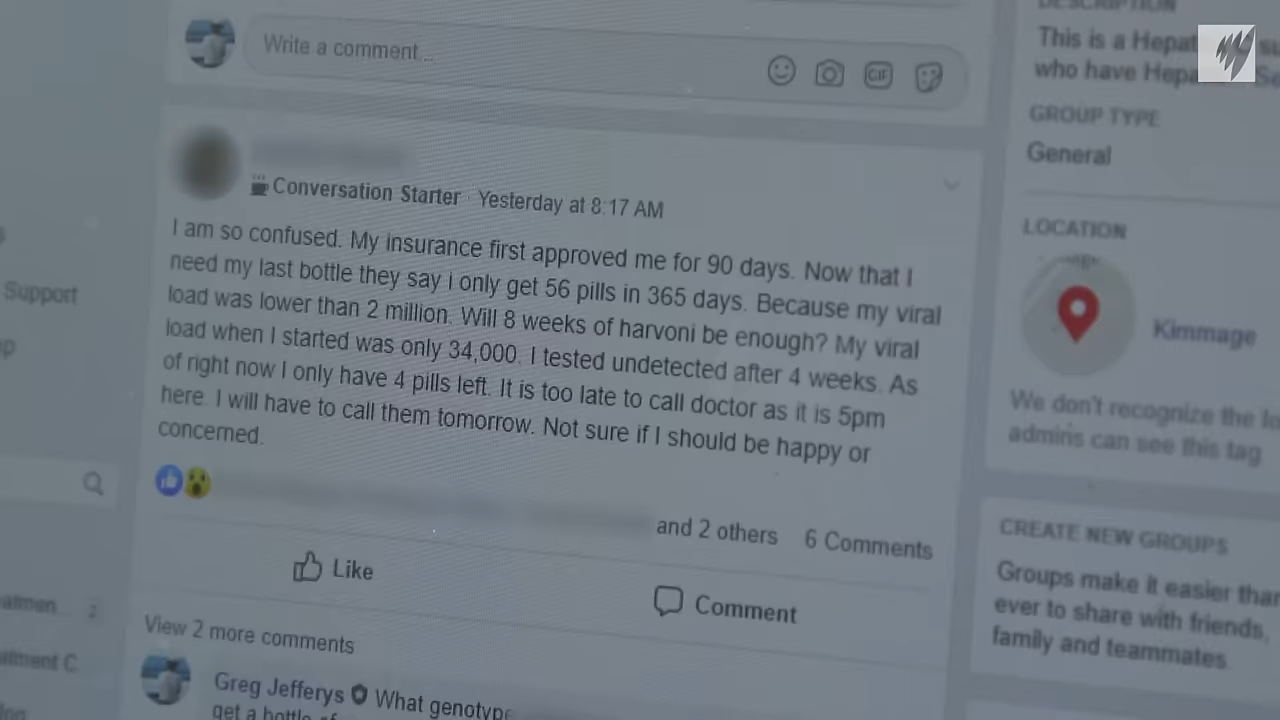 Write a comment...
GIF
Conversation Starter · Yesterday at 8:17 AM
I am so confused. My insurance first approved me for 90 days. Now that I
need my last bottle they say I only get 56 pills in 365 days. Because my viral
load was lower than 2 million. Will 8 weeks of harvoni be enough? My viral
load when I started was only 34,000. I tested undetected after 4 weeks. As
of right now I only have 4 pills left. It is too late to call doctor as it is 5pm
here. I will have to call them tomorrow. Not sure if I should be happy or
concerned.
and 2 others 6 Comments
Like Comment
View 2 more comments
Greg Jefferys What genotype
get a bottle of
Support
2
DESCRIPTION
This is a
who have
GROUP TYPE
General
LOCATION
Kimmage
We don't recognize the
admins can see this tag
CREATE NEW GROUPS
Groups make it easier than
ever to share with friends,
family and teammates